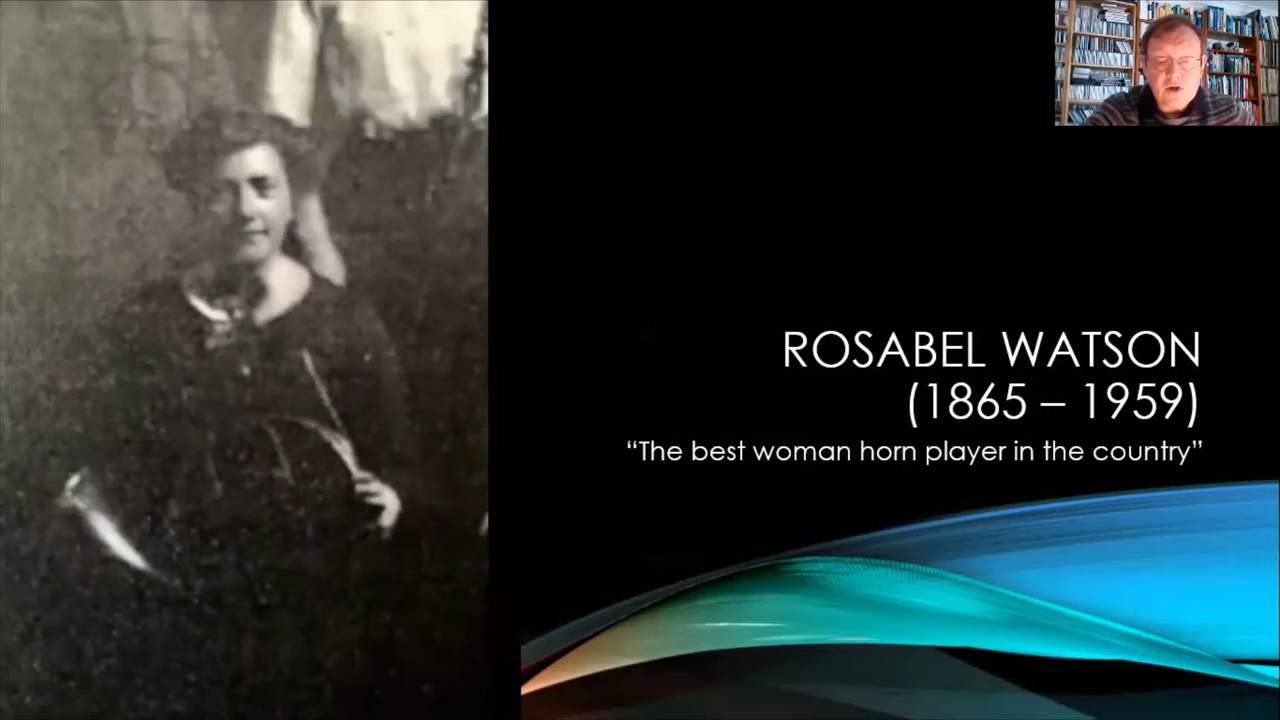 ROSABEL WATSON
(1865 – 1959)
“The best woman horn player in the country”